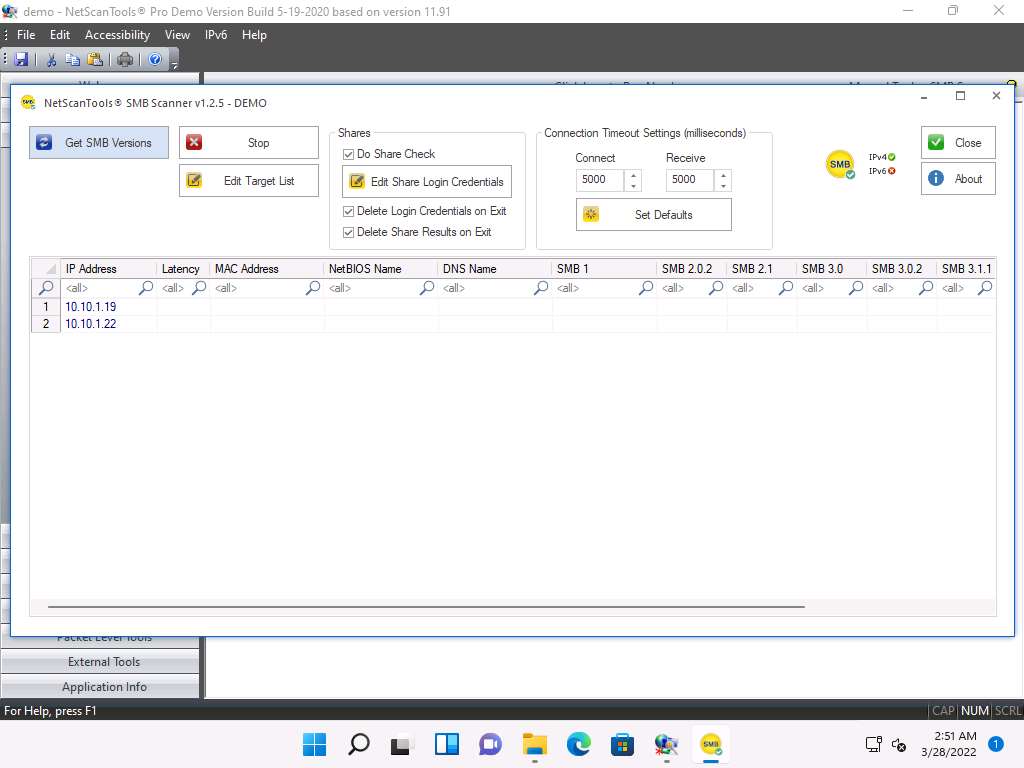 demo - NetScanTools® Pro Demo Version Build 5-19-2020 based on version 11.91
File Edit Accessibility View IPv6 Help
NetScanTools® SMB Scanner v1.2.5 - DEMO
Get SMB Versions
Stop
Edit Target List
Shares
Do Share Check
Edit Share Login Credentials
Delete Login Credentials on Exit
Delete Share Results on Exit
Connection Timeout Settings (milliseconds)
Connect Receive
5000 5000
Set Defaults
SMB
IPv4
IPv6
Close
About
IP Address Latency MAC Address NetBIOS Name DNS Name SMB 1 SMB 2.0.2 SMB 2.1 SMB 3.0 SMB 3.0.2 SMB 3.1.1
<all> <all> <all> <all> <all> <all> <all> <all> <all> <all> <all>
1 10.10.1.19
2 10.10.1.22
Packet Level Tools
External Tools
Application Info
For Help, press F1
CAP NUM SCRL
SMB
2:51 AM
3/28/2022
1